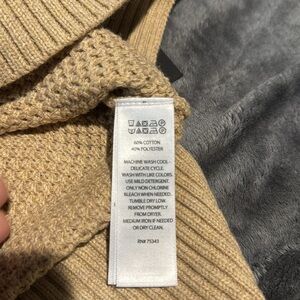 60% COTTON
40% POLYESTER
MACHINE WASH COOL
DELICATE CYCLE.
WASH WITH LIKE COLORS.
USE MILD DETERGENT.
ONLY NON-CHLORINE
BLEACH WHEN NEEDED.
TUMBLE DRY LOW.
REMOVE PROMPTLY
FROM DRYER.
MEDIUM IRON IF NEEDED
OR DRY CLEAN.
RN# 75343